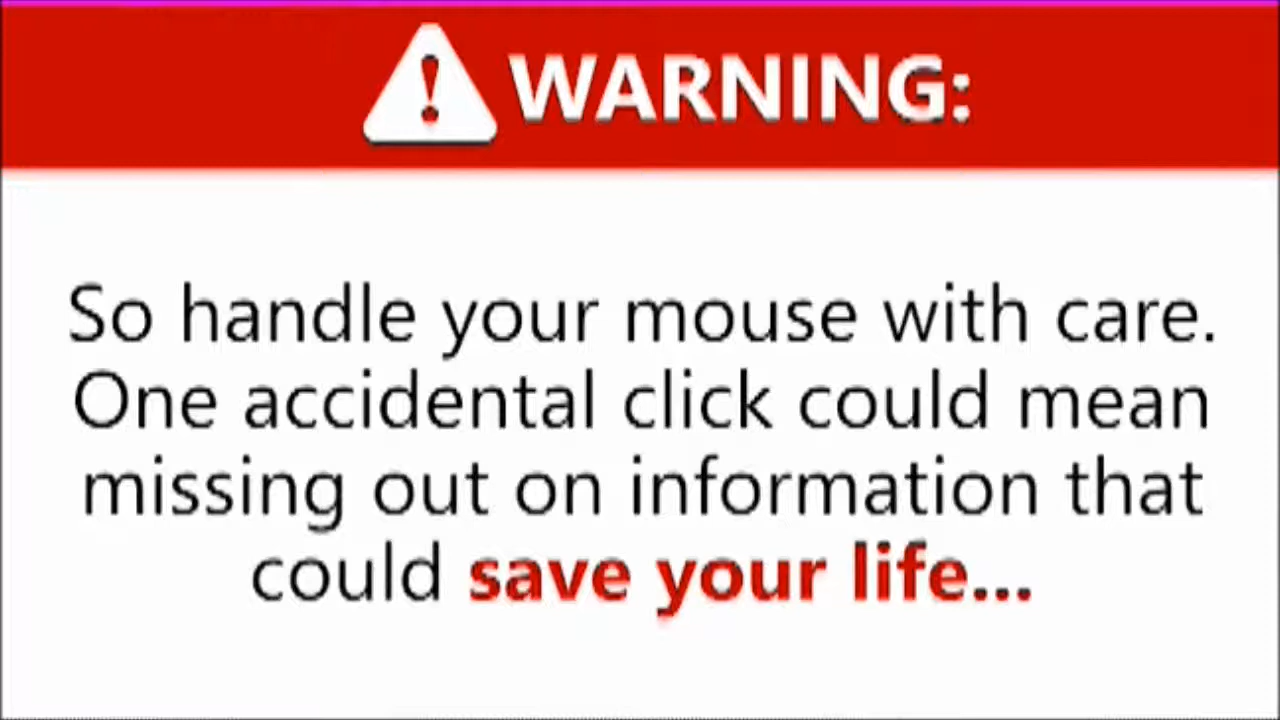 WARNING:
So handle your mouse with care.
One accidental click could mean
missing out on information that
could save your life...